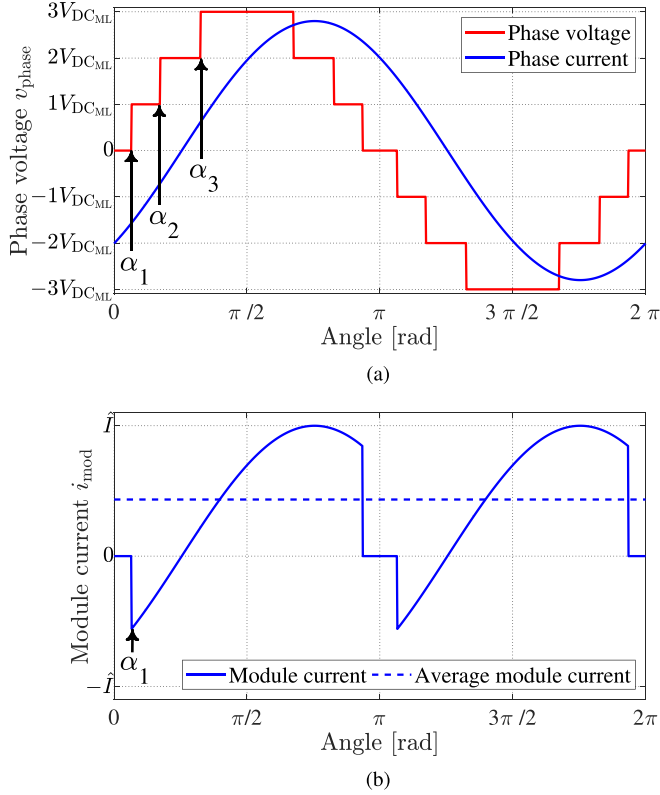 3V_DC_ML
2V_DC_ML
1V_DC_ML
0
−1V_DC_ML
−2V_DC_ML
−3V_DC_ML
Phase voltage v_phase
Phase voltage
Phase current
α_1
α_2
α_3
0
π /2
π
3 π /2
2 π
Angle [rad]
(a)
Î
0
−Î
Module current i_mod
α_1
Module current
Average module current
0
π/2
π
3π /2
2π
Angle [rad]
(b)